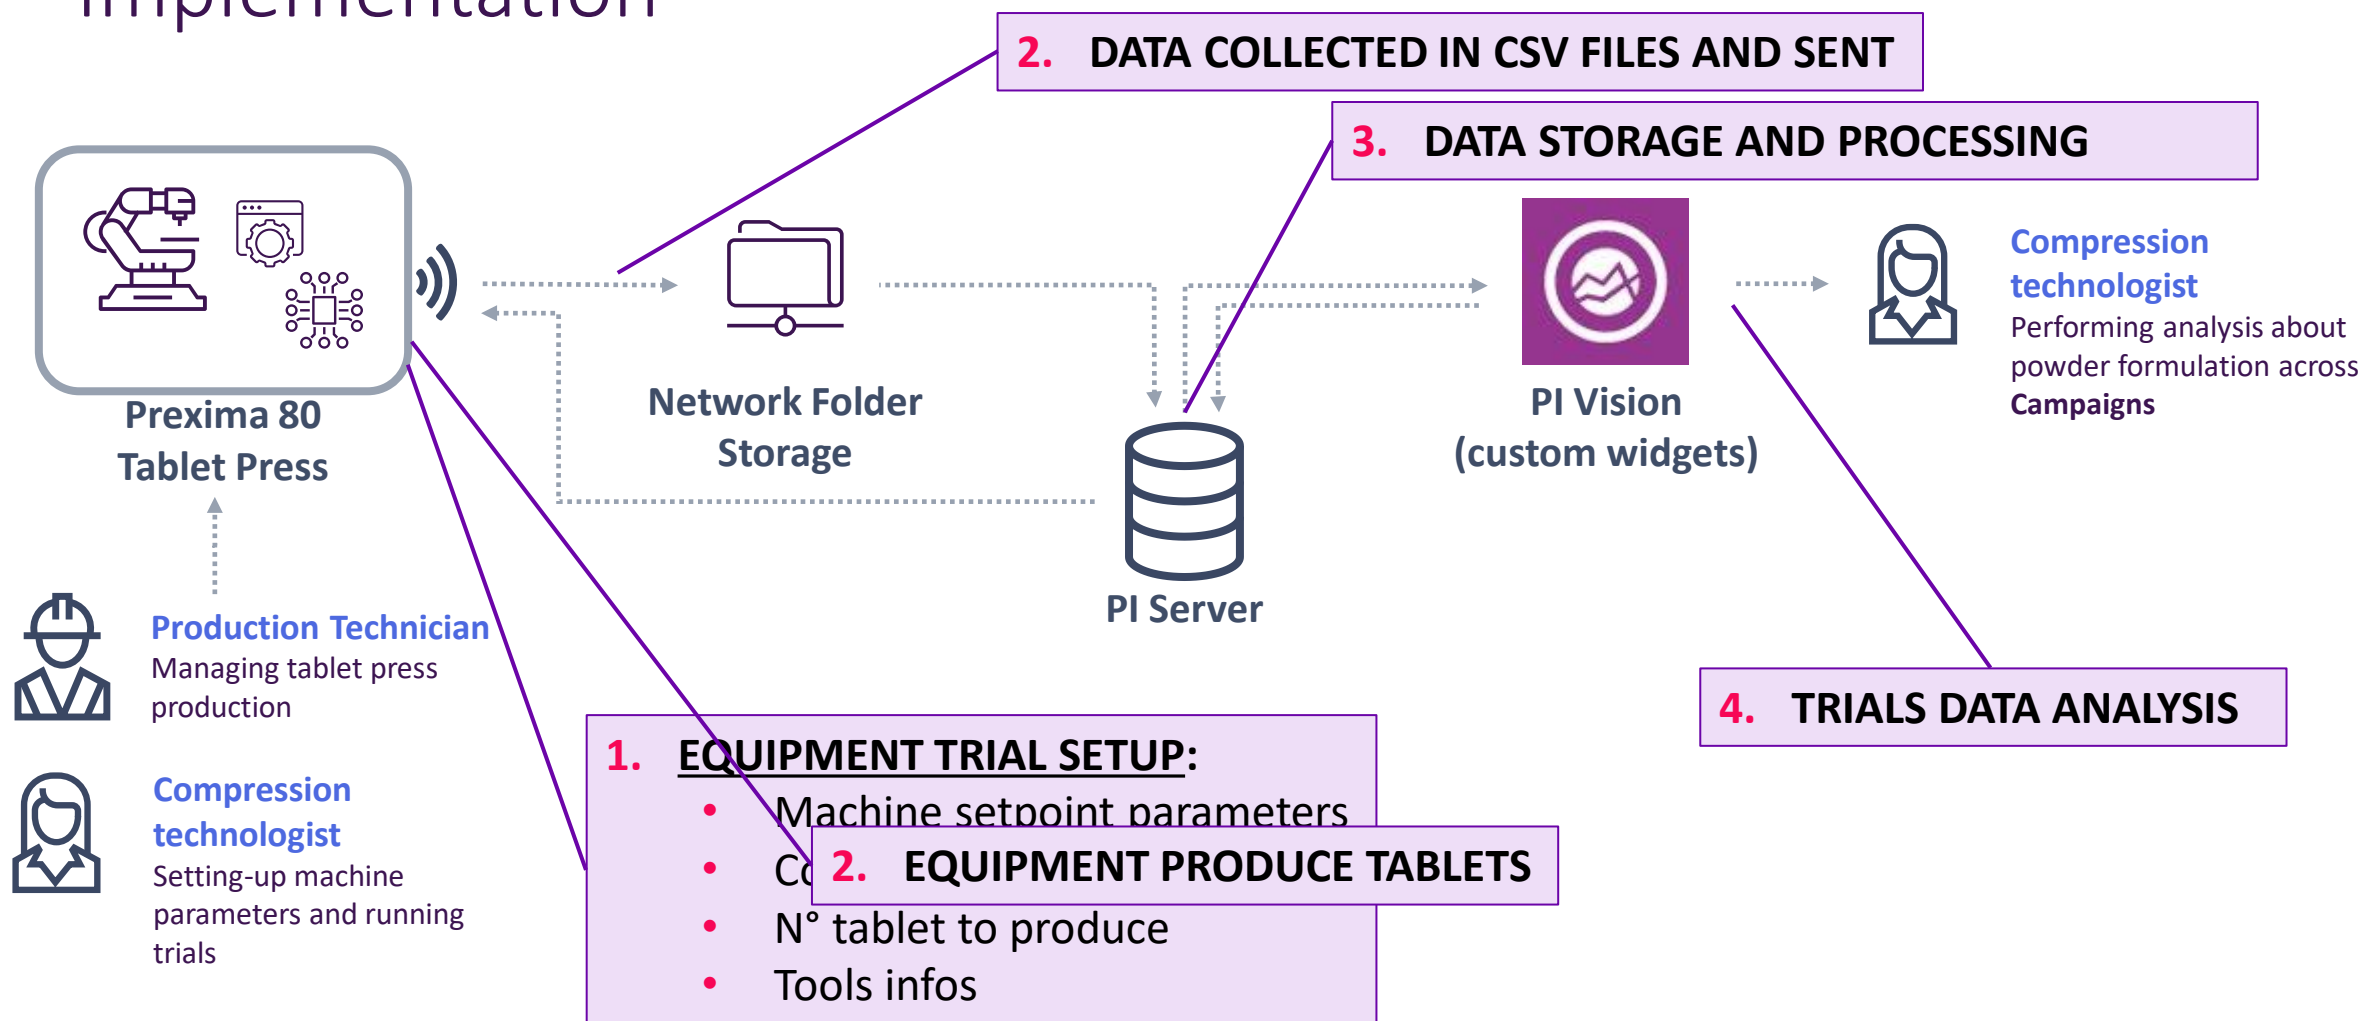 Implementation
2. DATA COLLECTED IN CSV FILES AND SENT
3. DATA STORAGE AND PROCESSING
Prexima 80
Tablet Press
Network Folder
Storage
PI Server
PI Vision
(custom widgets)
Compression
technologist
Performing analysis about
powder formulation across
Campaigns
Production Technician
Managing tablet press
production
Compression
technologist
Setting-up machine
parameters and running
trials
1. EQUIPMENT TRIAL SETUP:
• Machine setpoint parameters
•
2. EQUIPMENT PRODUCE TABLETS
• N° tablet to produce
• Tools infos
4. TRIALS DATA ANALYSIS